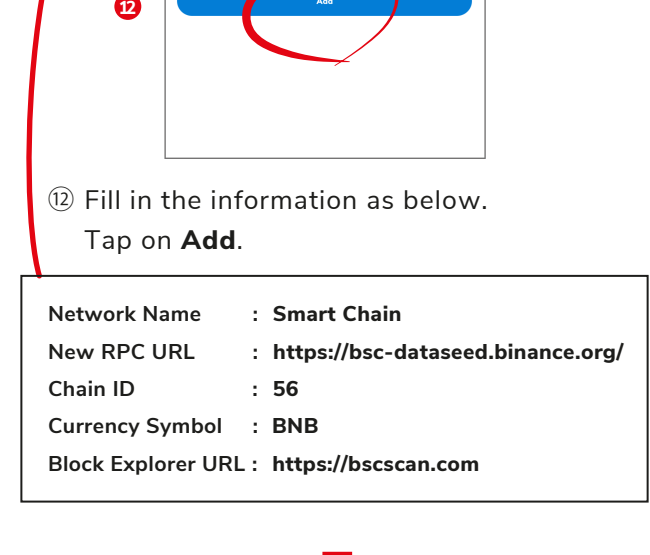 12
Add
⑫ Fill in the information as below.
Tap on Add.
Network Name : Smart Chain
New RPC URL : https://bsc-dataseed.binance.org/
Chain ID : 56
Currency Symbol : BNB
Block Explorer URL : https://bscscan.com